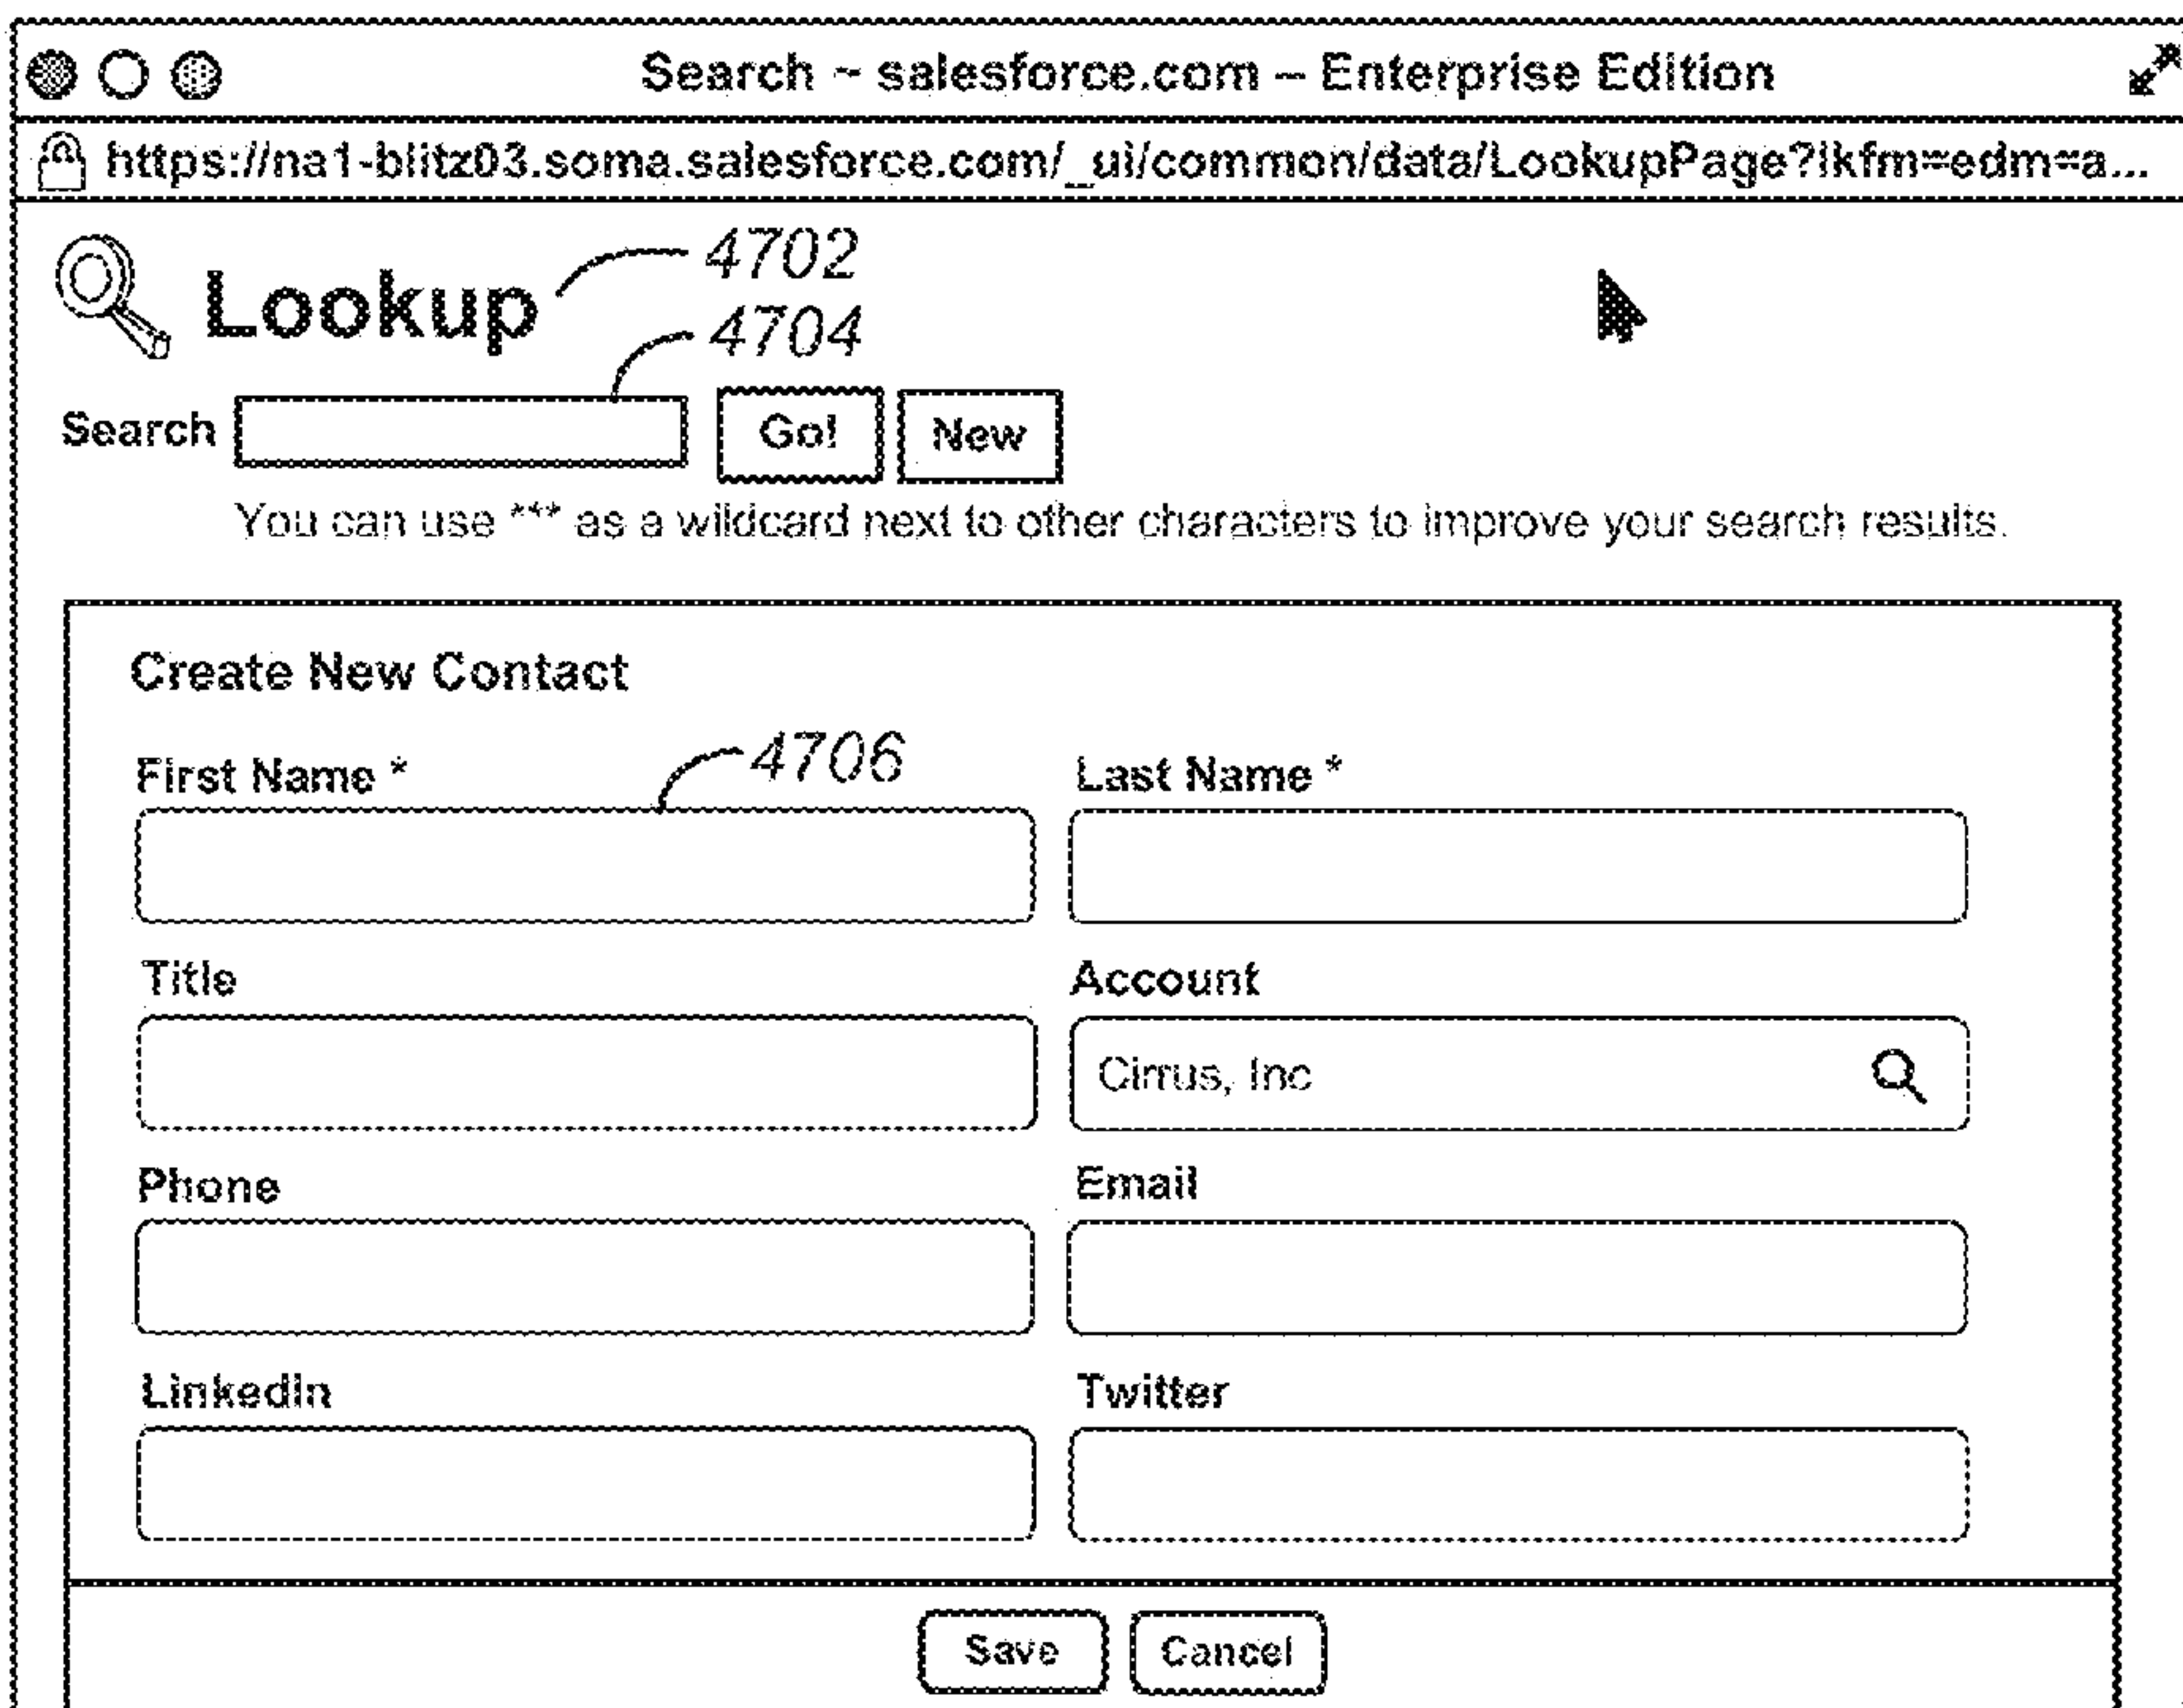 Search ~ salesforce.com – Enterprise Edition
https://na1-blitz03.soma.salesforce.com/_ui/common/data/LookupPage?lkfm=edm=a...
Lookup 4702
4704
Search Go! New
You can use "*" as a wildcard next to other characters to improve your search results.
Create New Contact
4706
First Name * Last Name *
Title Account
Cirrus, Inc
Phone Email
LinkedIn Twitter
Save Cancel